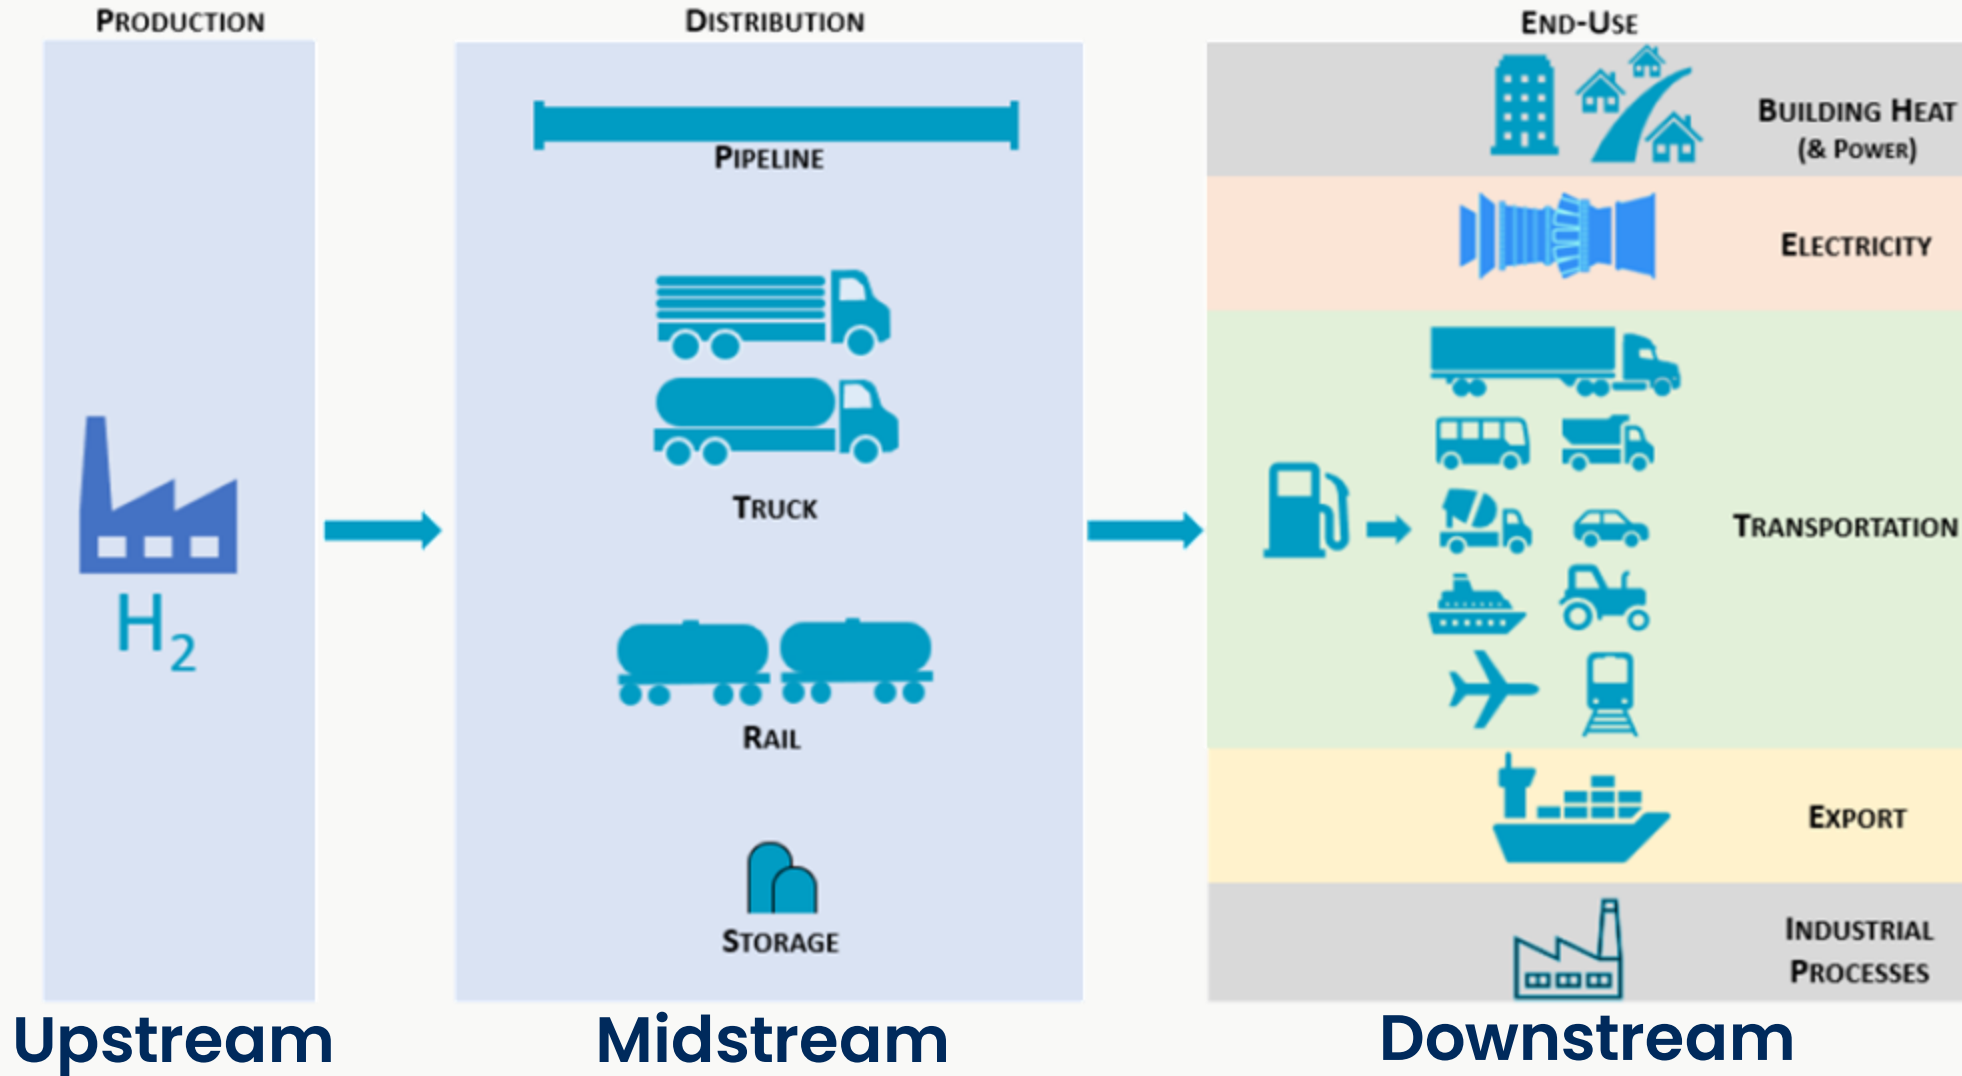 PRODUCTION
H2
Upstream
DISTRIBUTION
PIPELINE
TRUCK
RAIL
STORAGE
Midstream
END-USE
BUILDING HEAT
(& POWER)
ELECTRICITY
TRANSPORTATION
EXPORT
INDUSTRIAL
PROCESSES
Downstream